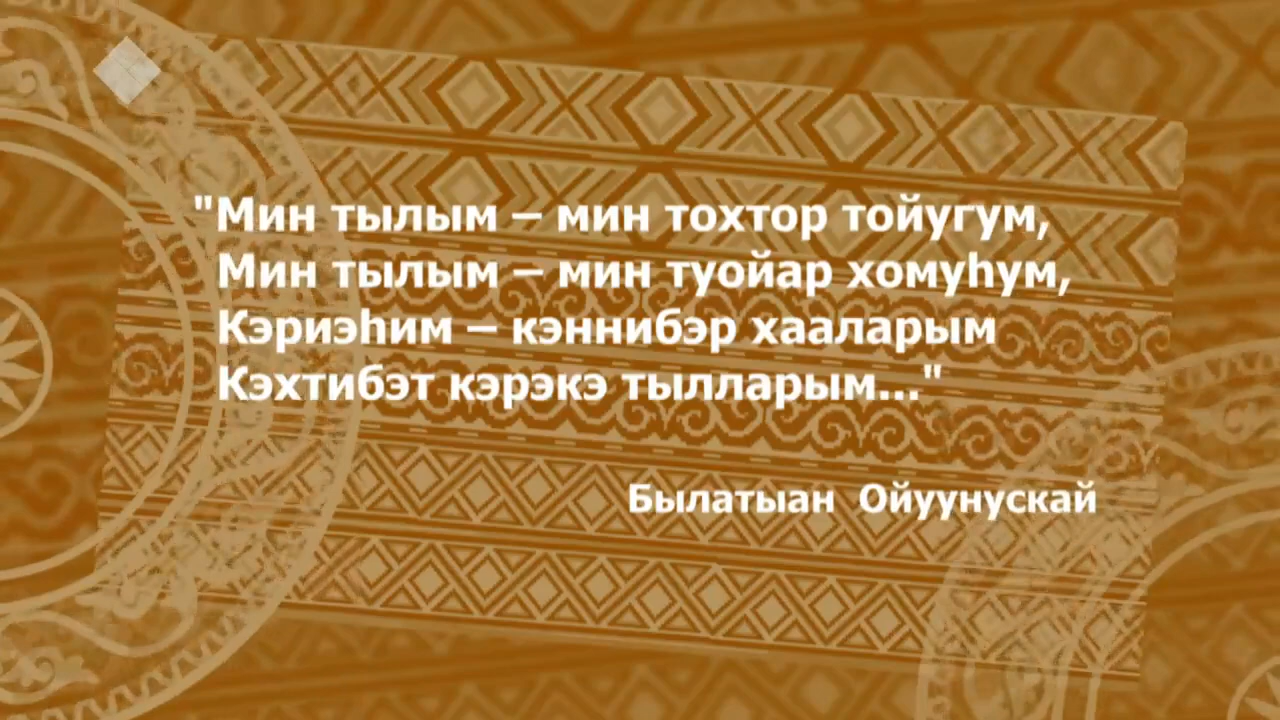 "Мин тылым – мин тохтор тойугум,
Мин тылым – мин туойар хомуһум,
Кэриэһим – кэннибэр хааларым
Кэхтибэт кэрэкэ тылларым..."
Былатыан Ойуунускай